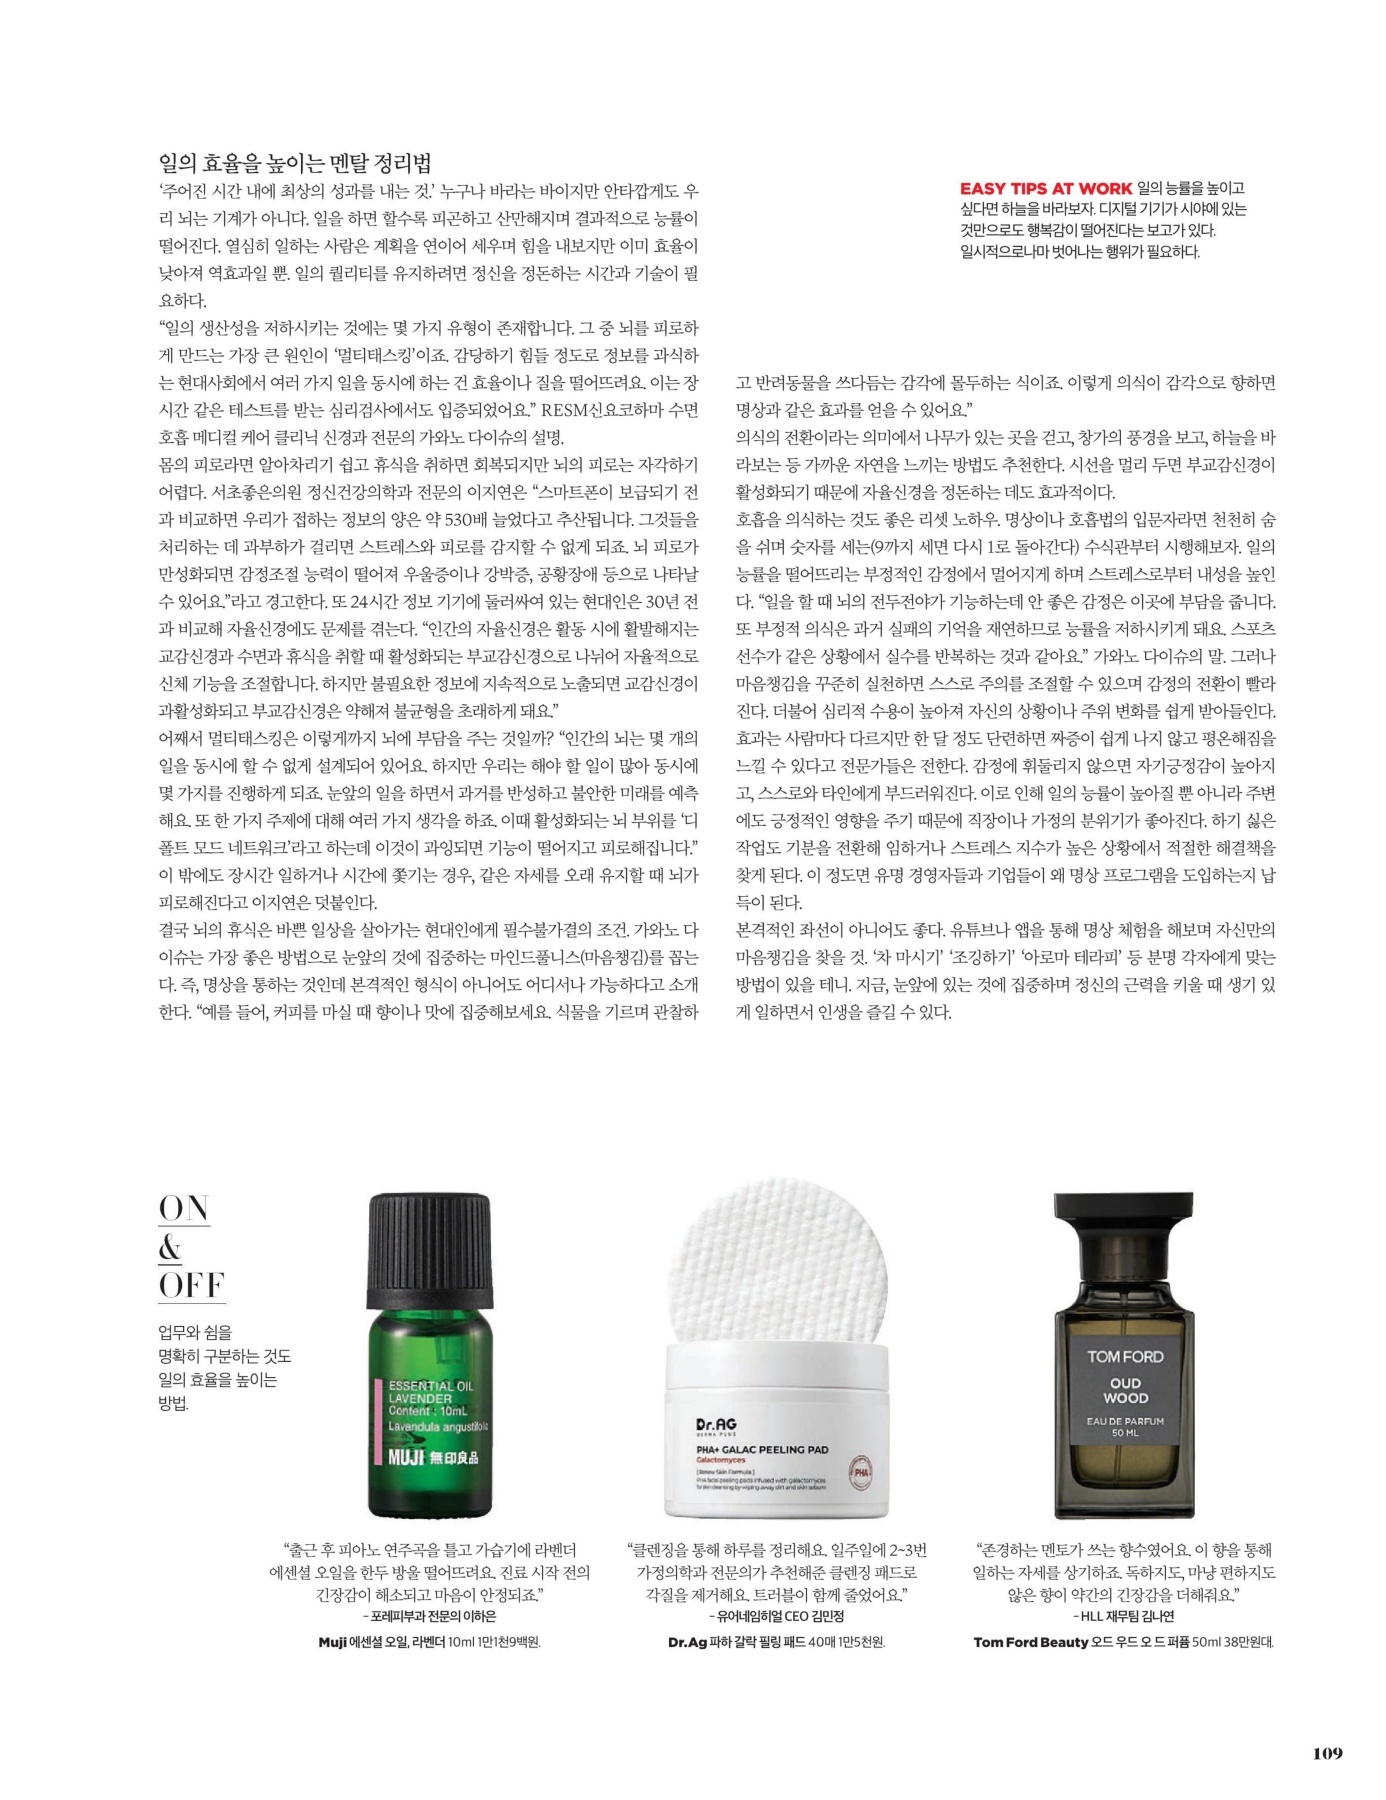 일의 효율을 높이는 멘탈 정리법
‘주어진 시간 내에 최상의 성과를 내는 것.’ 누구나 바라는 바이지만 안타깝게도 우
리 뇌는 기계가 아니다. 일을 하면 할수록 피곤하고 산만해지며 결과적으로 능률이
떨어진다. 열심히 일하는 사람은 계획을 연이어 세우며 힘을 내보지만 이미 효율이
낮아져 역효과일 뿐. 일의 퀄리티를 유지하려면 정신을 정돈하는 시간과 기술이 필
요하다.
“일의 생산성을 저하시키는 것에는 몇 가지 유형이 존재합니다. 그 중 뇌를 피로하
게 만드는 가장 큰 원인이 ‘멀티태스킹’이죠. 감당하기 힘들 정도로 정보를 과식하
는 현대사회에서 여러 가지 일을 동시에 하는 건 효율이나 질을 떨어뜨려요. 이는 장
시간 같은 테스트를 받는 심리검사에서도 입증되었어요.” RESM신요코하마 수면
호흡 메디컬 케어 클리닉 신경과 전문의 가와노 다이슈의 설명.
몸의 피로라면 알아차리기 쉽고 휴식을 취하면 회복되지만 뇌의 피로는 자각하기
어렵다. 서초좋은의원 정신건강의학과 전문의 이지연은 “스마트폰이 보급되기 전
과 비교하면 우리가 접하는 정보의 양은 약 530배 늘었다고 추산됩니다. 그것들을
처리하는 데 과부하가 걸리면 스트레스와 피로를 감지할 수 없게 되죠. 뇌 피로가
만성화되면 감정조절 능력이 떨어져 우울증이나 강박증, 공황장애 등으로 나타날
수 있어요.”라고 경고한다. 또 24시간 정보 기기에 둘러싸여 있는 현대인은 30년 전
과 비교해 자율신경에도 문제를 겪는다. “인간의 자율신경은 활동 시에 활발해지는
교감신경과 수면과 휴식을 취할 때 활성화되는 부교감신경으로 나뉘어 자율적으로
신체 기능을 조절합니다. 하지만 불필요한 정보에 지속적으로 노출되면 교감신경이
과활성화되고 부교감신경은 약해져 불균형을 초래하게 돼요.”
어째서 멀티태스킹은 이렇게까지 뇌에 부담을 주는 것일까? “인간의 뇌는 몇 개의
일을 동시에 할 수 없게 설계되어 있어요. 하지만 우리는 해야 할 일이 많아 동시에
몇 가지를 진행하게 되죠. 눈앞의 일을 하면서 과거를 반성하고 불안한 미래를 예측
해요. 또 한 가지 주제에 대해 여러 가지 생각을 하죠. 이때 활성화되는 뇌 부위를 ‘디
폴트 모드 네트워크’라고 하는데 이것이 과잉되면 기능이 떨어지고 피로해집니다.”
이 밖에도 장시간 일하거나 시간에 쫓기는 경우, 같은 자세를 오래 유지할 때 뇌가
피로해진다고 이지연은 덧붙인다.
결국 뇌의 휴식은 바쁜 일상을 살아가는 현대인에게 필수불가결의 조건. 가와노 다
이슈는 가장 좋은 방법으로 눈앞의 것에 집중하는 마인드풀니스(마음챙김)를 꼽는
다. 즉, 명상을 통하는 것인데 본격적인 형식이 아니어도 어디서나 가능하다고 소개
한다. “예를 들어, 커피를 마실 때 향이나 맛에 집중해보세요. 식물을 기르며 관찰하
EASY TIPS AT WORK 일의 능률을 높이고
싶다면 하늘을 바라보자. 디지털 기기가 시야에 있는
것만으로도 행복감이 떨어진다는 보고가 있다.
일시적으로나마 벗어나는 행위가 필요하다.
고 반려동물을 쓰다듬는 감각에 몰두하는 식이죠. 이렇게 의식이 감각으로 향하면
명상과 같은 효과를 얻을 수 있어요.”
의식의 전환이라는 의미에서 나무가 있는 곳을 걷고, 창가의 풍경을 보고, 하늘을 바
라보는 등 가까운 자연을 느끼는 방법도 추천한다. 시선을 멀리 두면 부교감신경이
활성화되기 때문에 자율신경을 정돈하는 데도 효과적이다.
호흡을 의식하는 것도 좋은 리셋 노하우. 명상이나 호흡법의 입문자라면 천천히 숨
을 쉬며 숫자를 세는(9까지 세면 다시 1로 돌아간다) 수식관부터 시행해보자. 일의
능률을 떨어뜨리는 부정적인 감정에서 멀어지게 하며 스트레스로부터 내성을 높인
다. “일을 할 때 뇌의 전두전야가 기능하는데 안 좋은 감정은 이곳에 부담을 줍니다.
또 부정적 의식은 과거 실패의 기억을 재연하므로 능률을 저하시키게 돼요. 스포츠
선수가 같은 상황에서 실수를 반복하는 것과 같아요.” 가와노 다이슈의 말. 그러나
마음챙김을 꾸준히 실천하면 스스로 주의를 조절할 수 있으며 감정의 전환이 빨라
진다. 더불어 심리적 수용이 높아져 자신의 상황이나 주위 변화를 쉽게 받아들인다.
효과는 사람마다 다르지만 한 달 정도 단련하면 짜증이 쉽게 나지 않고 평온해짐을
느낄 수 있다고 전문가들은 전한다. 감정에 휘둘리지 않으면 자기긍정감이 높아지
고, 스스로와 타인에게 부드러워진다. 이로 인해 일의 능률이 높아질 뿐 아니라 주변
에도 긍정적인 영향을 주기 때문에 직장이나 가정의 분위기가 좋아진다. 하기 싫은
작업도 기분을 전환해 임하거나 스트레스 지수가 높은 상황에서 적절한 해결책을
찾게 된다. 이 정도면 유명 경영자들과 기업들이 왜 명상 프로그램을 도입하는지 납
득이 된다.
본격적인 좌선이 아니어도 좋다. 유튜브나 앱을 통해 명상 체험을 해보며 자신만의
마음챙김을 찾을 것. ‘차 마시기’ ‘조깅하기’ ‘아로마 테라피’ 등 분명 각자에게 맞는
방법이 있을 테니. 지금, 눈앞에 있는 것에 집중하며 정신의 근력을 키울 때 생기 있
게 일하면서 인생을 즐길 수 있다.
ON
&
OFF
업무와 쉼을
명확히 구분하는 것도
일의 효율을 높이는
방법.
ESSENTIAL OIL
LAVENDER
Content : 10mL
Lavandula angustifolia
MUJI 無印良品
“출근 후 피아노 연주곡을 틀고 가습기에 라벤더
에센셜 오일을 한두 방울 떨어뜨려요. 진료 시작 전의
긴장감이 해소되고 마음이 안정되죠.”
- 포레피부과 전문의 이하은
Muji 에센셜 오일, 라벤더 10ml 1만1천9백원.
Dr.AG
DERMA PLUS
PHA+ GALAC PEELING PAD
Galactomyces
[Renew Skin Formula]
PHA facial peeling pads infused with galactomyces
for skin cleansing by wiping away dirt and skin sebum
PHA
“클렌징을 통해 하루를 정리해요. 일주일에 2~3번
가정의학과 전문의가 추천해준 클렌징 패드로
각질을 제거해요. 트러블이 함께 줄었어요.”
- 유어네임히얼 CEO 김민정
Dr.Ag 파하 갈락 필링 패드 40매 1만5천원.
TOM FORD
OUD
WOOD
EAU DE PARFUM
50 ML
“존경하는 멘토가 쓰는 향수였어요. 이 향을 통해
일하는 자세를 상기하죠. 독하지도, 마냥 편하지도
않은 향이 약간의 긴장감을 더해줘요.”
- HLL 재무팀 김나연
Tom Ford Beauty 오드 우드 오 드 퍼퓸 50ml 38만원대.
109